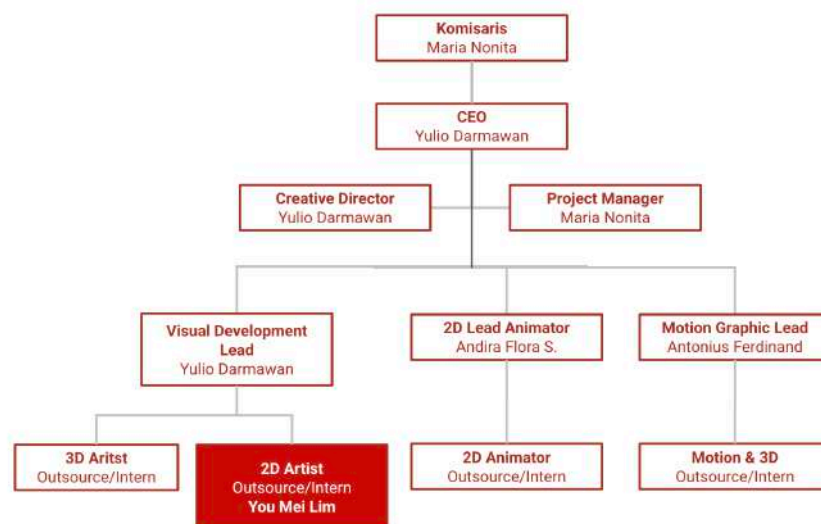 Komisaris
Maria Nonita
CEO
Yulio Darmawan
Creative Director
Yulio Darmawan
Project Manager
Maria Nonita
Visual Development
Lead
Yulio Darmawan
2D Lead Animator
Andira Flora S.
Motion Graphic Lead
Antonius Ferdinand
3D Aritst
Outsource/Intern
2D Artist
Outsource/Intern
You Mei Lim
2D Animator
Outsource/Intern
Motion & 3D
Outsource/Intern